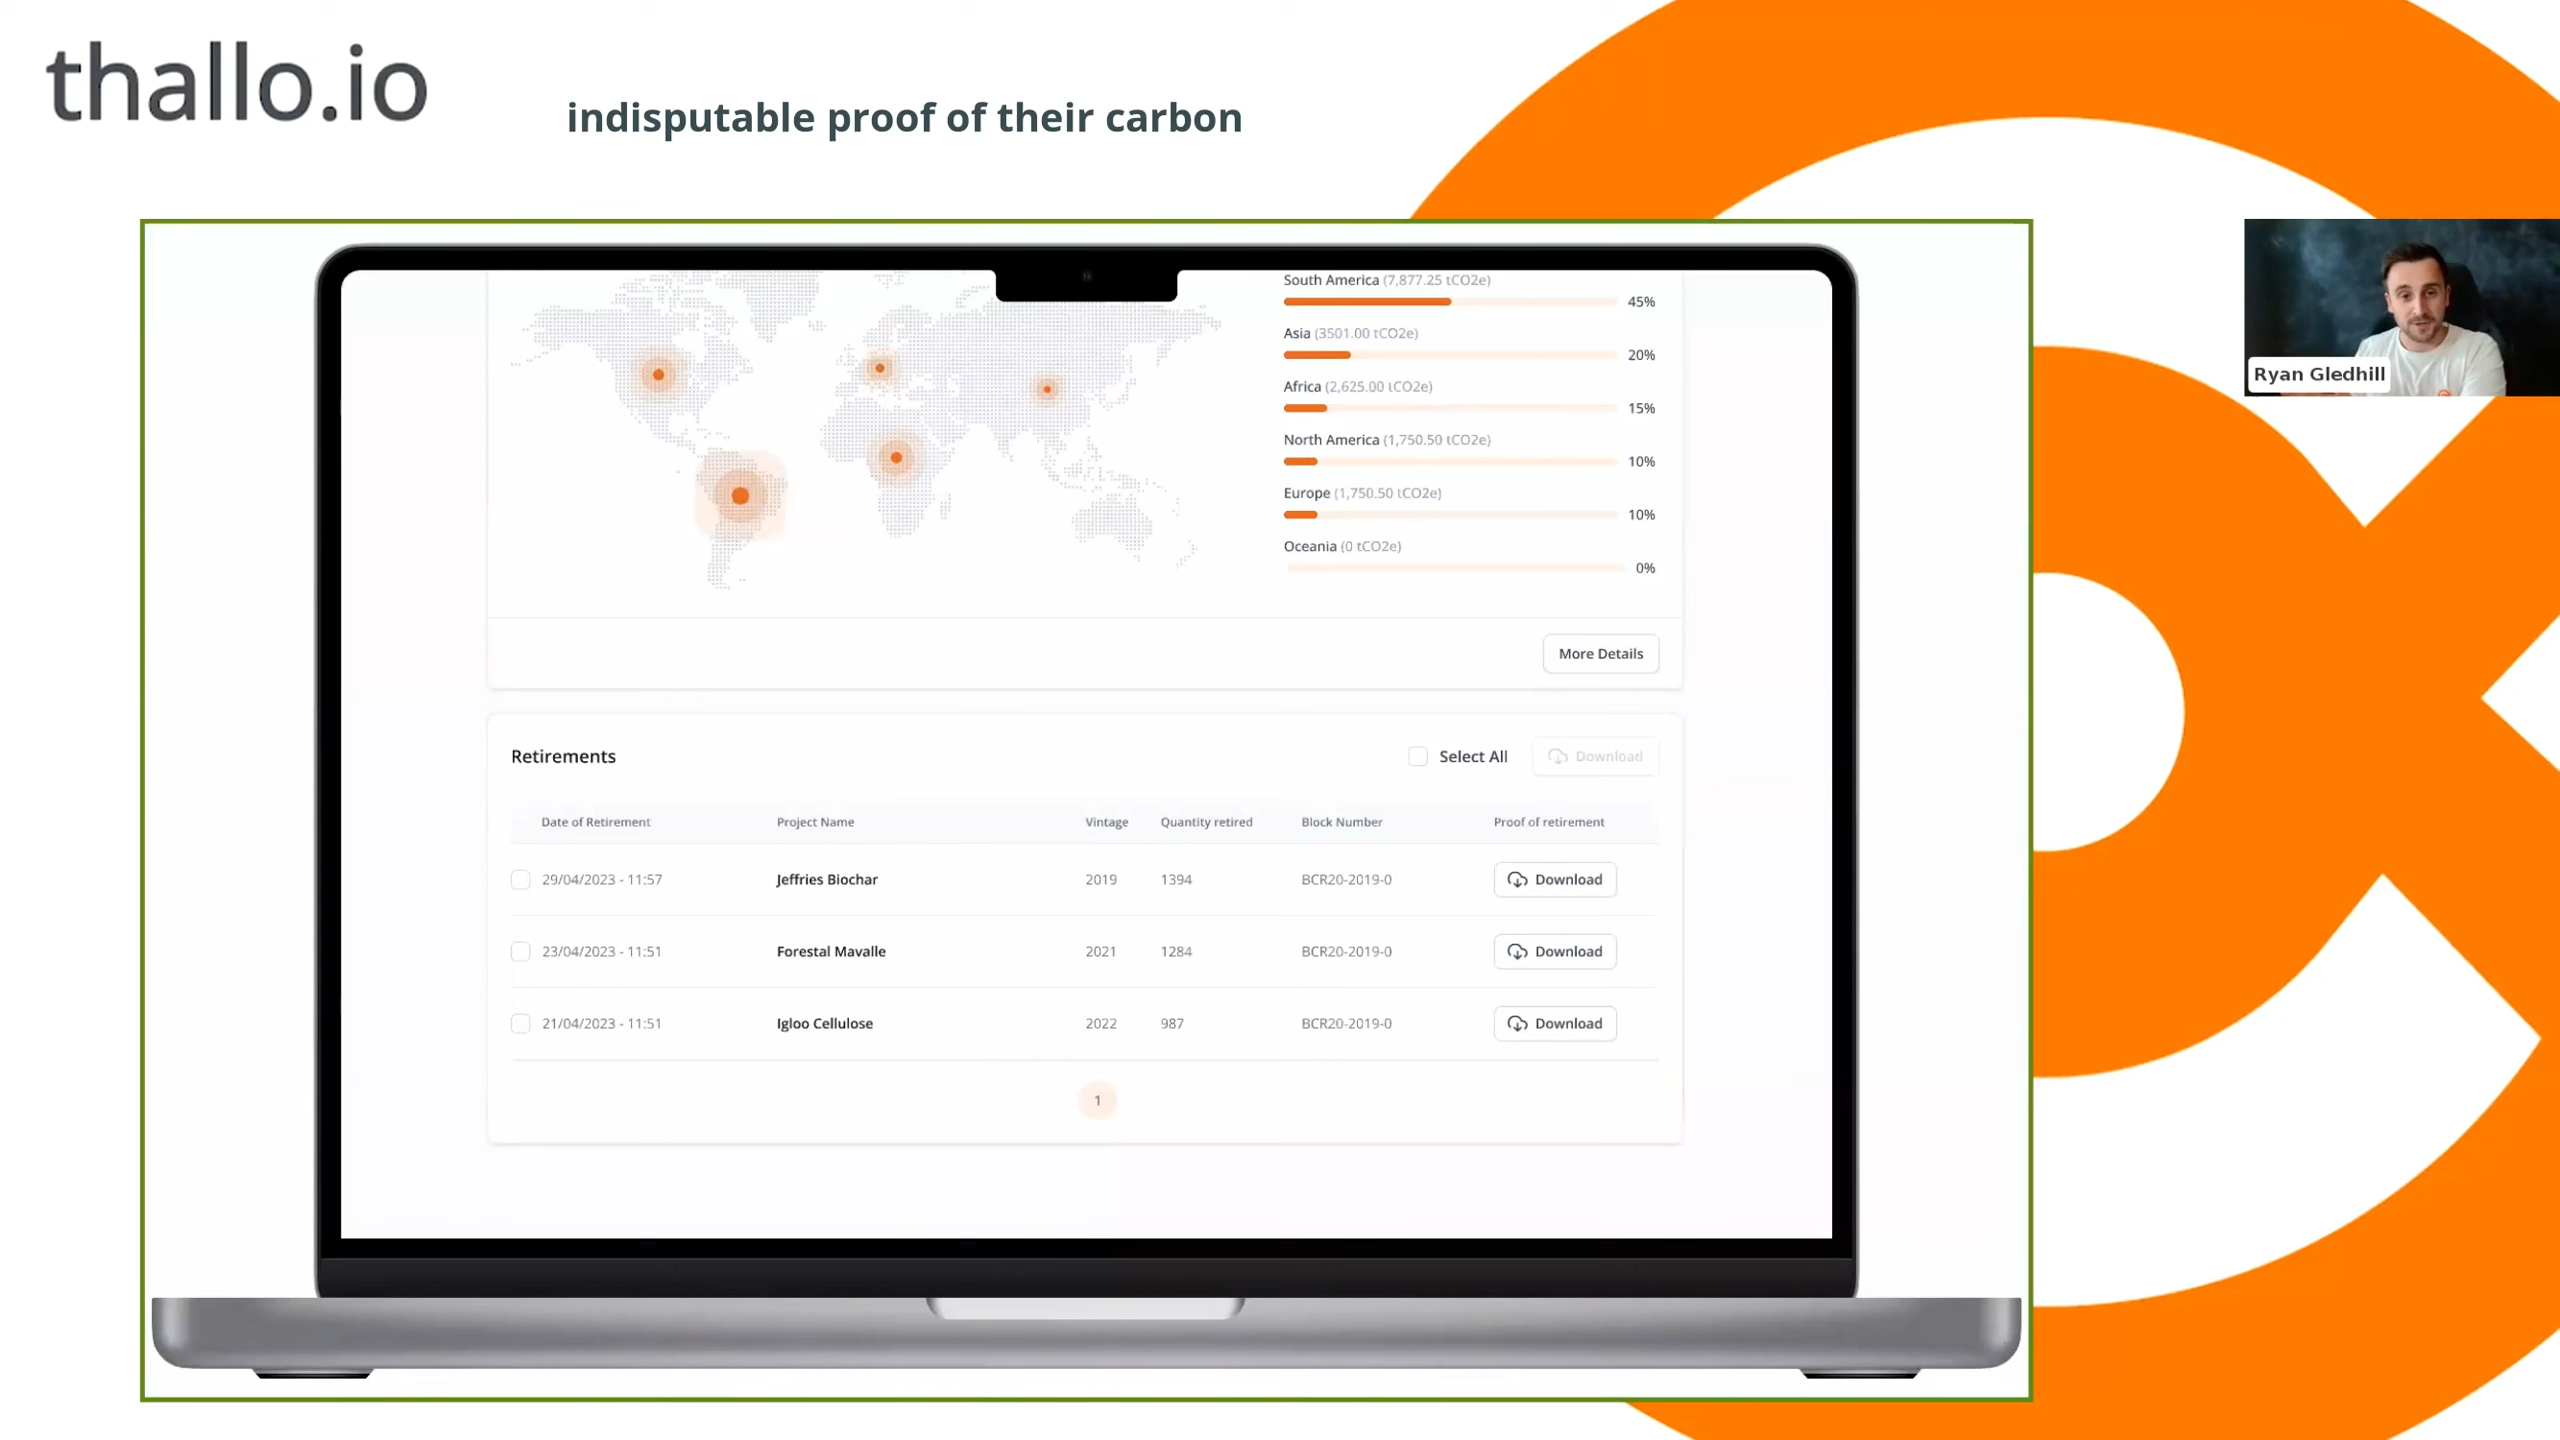 thallo.io
indisputable proof of their carbon
South America (7,877.25 tCO2e)
45%
Asia (3501.00 tCO2e)
20%
Africa (2,625.00 tCO2e)
15%
North America (1,750.50 tCO2e)
10%
Europe (1,750.50 tCO2e)
10%
Oceania (0 tCO2e)
0%
More Details
Ryan Gledhill
Retirements Select All Download
Date of Retirement Project Name Vintage Quantity retired Block Number Proof of retirement
29/04/2023 - 11:57 Jeffries Biochar 2019 1394 BCR20-2019-0 Download
23/04/2023 - 11:51 Forestal Mavalle 2021 1284 BCR20-2019-0 Download
21/04/2023 - 11:51 Igloo Cellulose 2022 987 BCR20-2019-0 Download
1